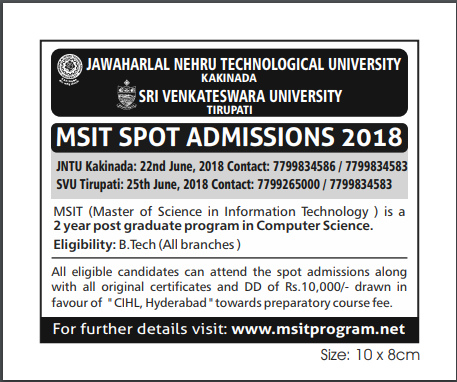 JAWAHARLAL NEHRU TECHNOLOGICAL UNIVERSITY
KAKINADA
SRI VENKATESWARA UNIVERSITY
TIRUPATI
MSIT SPOT ADMISSIONS 2018
JNTU Kakinada: 22nd June, 2018 Contact: 7799834586 / 7799834583
SVU Tirupati: 25th June, 2018 Contact: 7799265000 / 7799834583
MSIT (Master of Science in Information Technology ) is a
2 year post graduate program in Computer Science.
Eligibility: B.Tech (All branches )
All eligible candidates can attend the spot admissions along
with all original certificates and DD of Rs.10,000/- drawn in
favour of "CIHL, Hyderabad" towards preparatory course fee.
For further details visit: www.msitprogram.net
Size: 10 x 8cm